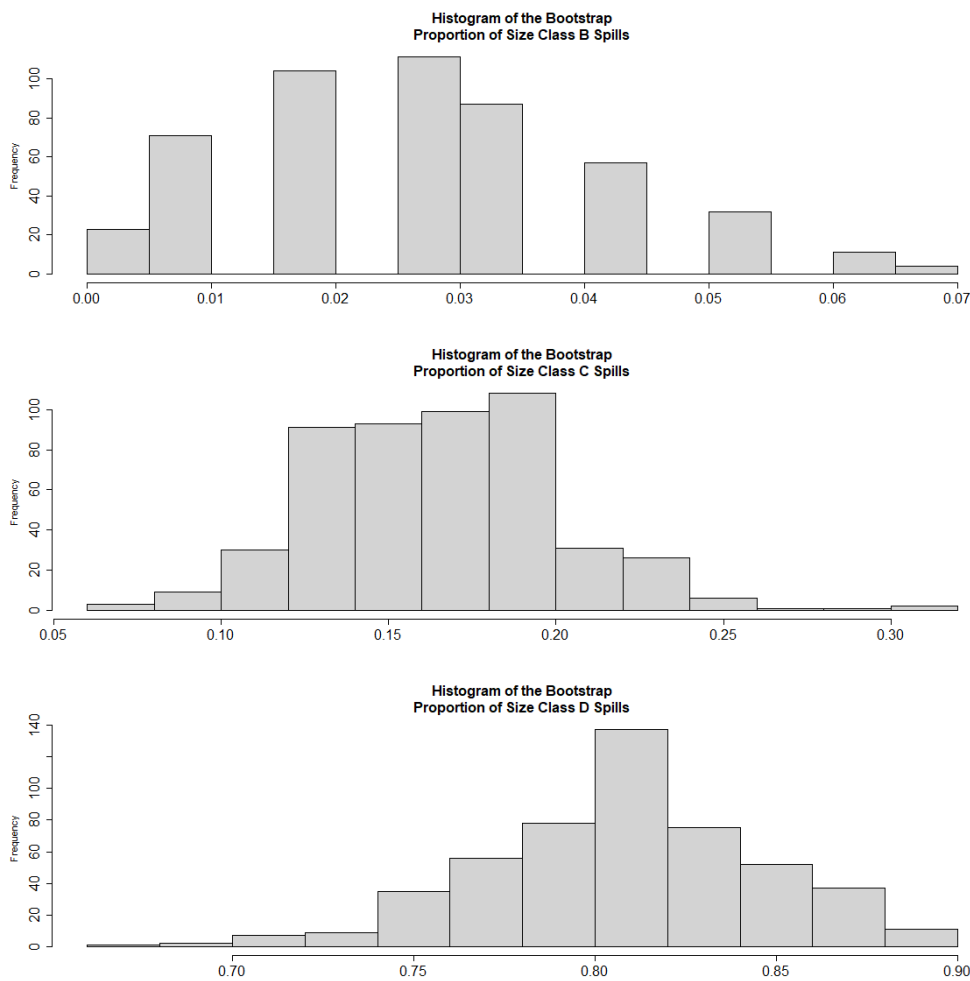 Histogram of the Bootstrap
Proportion of Size Class B Spills
Frequency
100
80
60
40
20
0
0.00 0.01 0.02 0.03 0.04 0.05 0.06 0.07
Histogram of the Bootstrap
Proportion of Size Class C Spills
Frequency
100
80
60
40
20
0
0.05 0.10 0.15 0.20 0.25 0.30
Histogram of the Bootstrap
Proportion of Size Class D Spills
Frequency
140
100
80
60
40
20
0
0.70 0.75 0.80 0.85 0.90